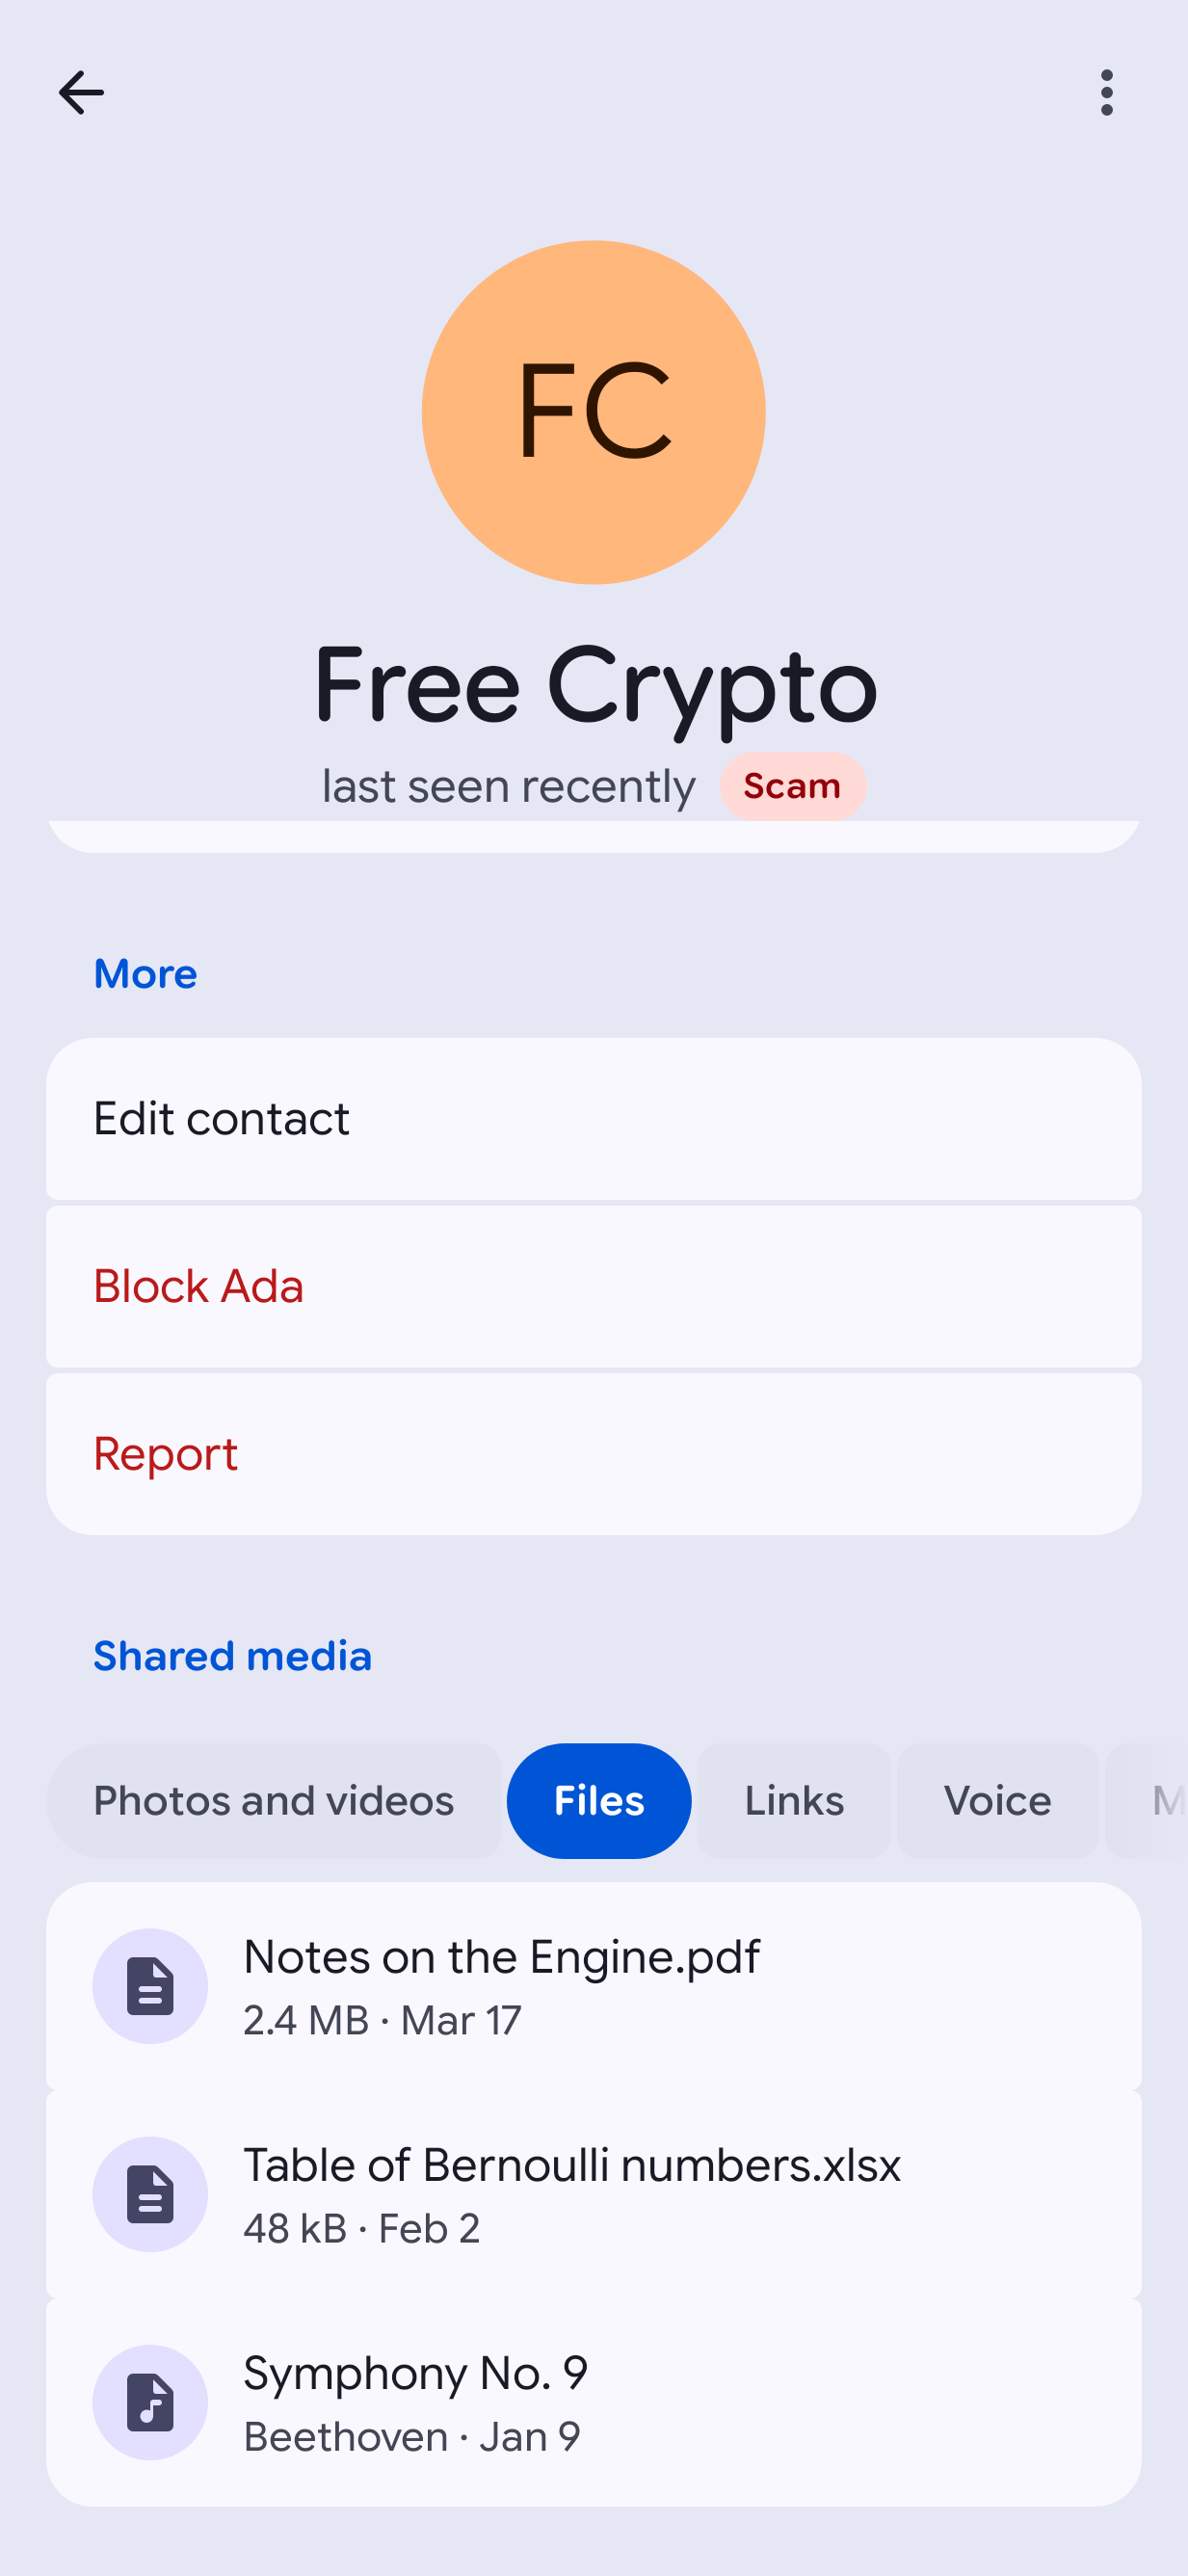 FC
Free Crypto
last seen recently Scam
More
Edit contact
Block Ada
Report
Shared media
Photos and videos Files Links Voice
Notes on the Engine.pdf
2.4 MB · Mar 17
Table of Bernoulli numbers.xlsx
48 kB · Feb 2
Symphony No. 9
Beethoven · Jan 9